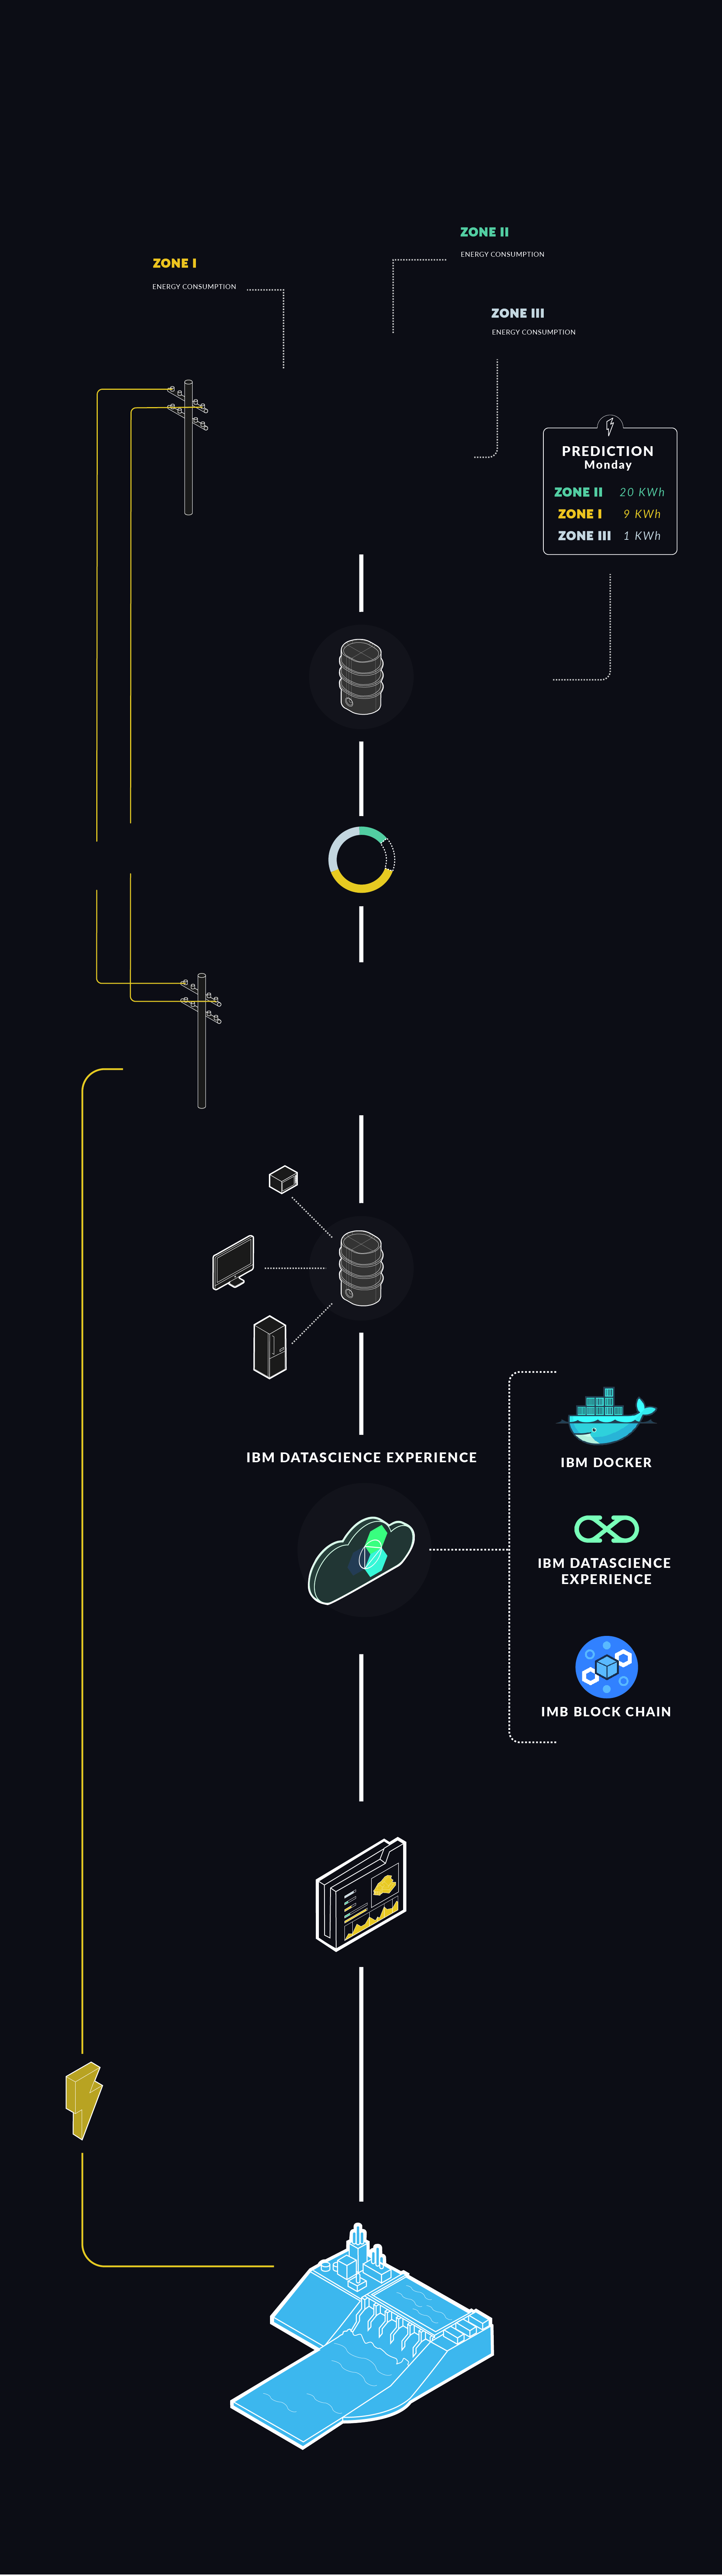 ZONE II
ENERGY CONSUMPTION
ZONE I
ENERGY CONSUMPTION
ZONE III
ENERGY CONSUMPTION
PREDICTION
Monday
ZONE II 20 KWh
ZONE I 9 KWh
ZONE III 1 KWh
IBM DATASCIENCE EXPERIENCE
IBM DOCKER
IBM DATASCIENCE
EXPERIENCE
IMB BLOCK CHAIN